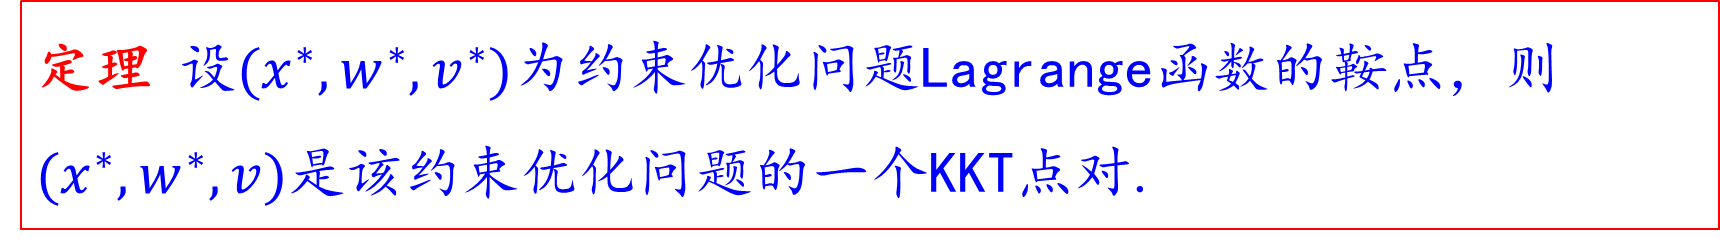 定理 设(x*,w*,v*)为约束优化问题Lagrange函数的鞍点，则
(x*,w*,v)是该约束优化问题的一个KKT点对.